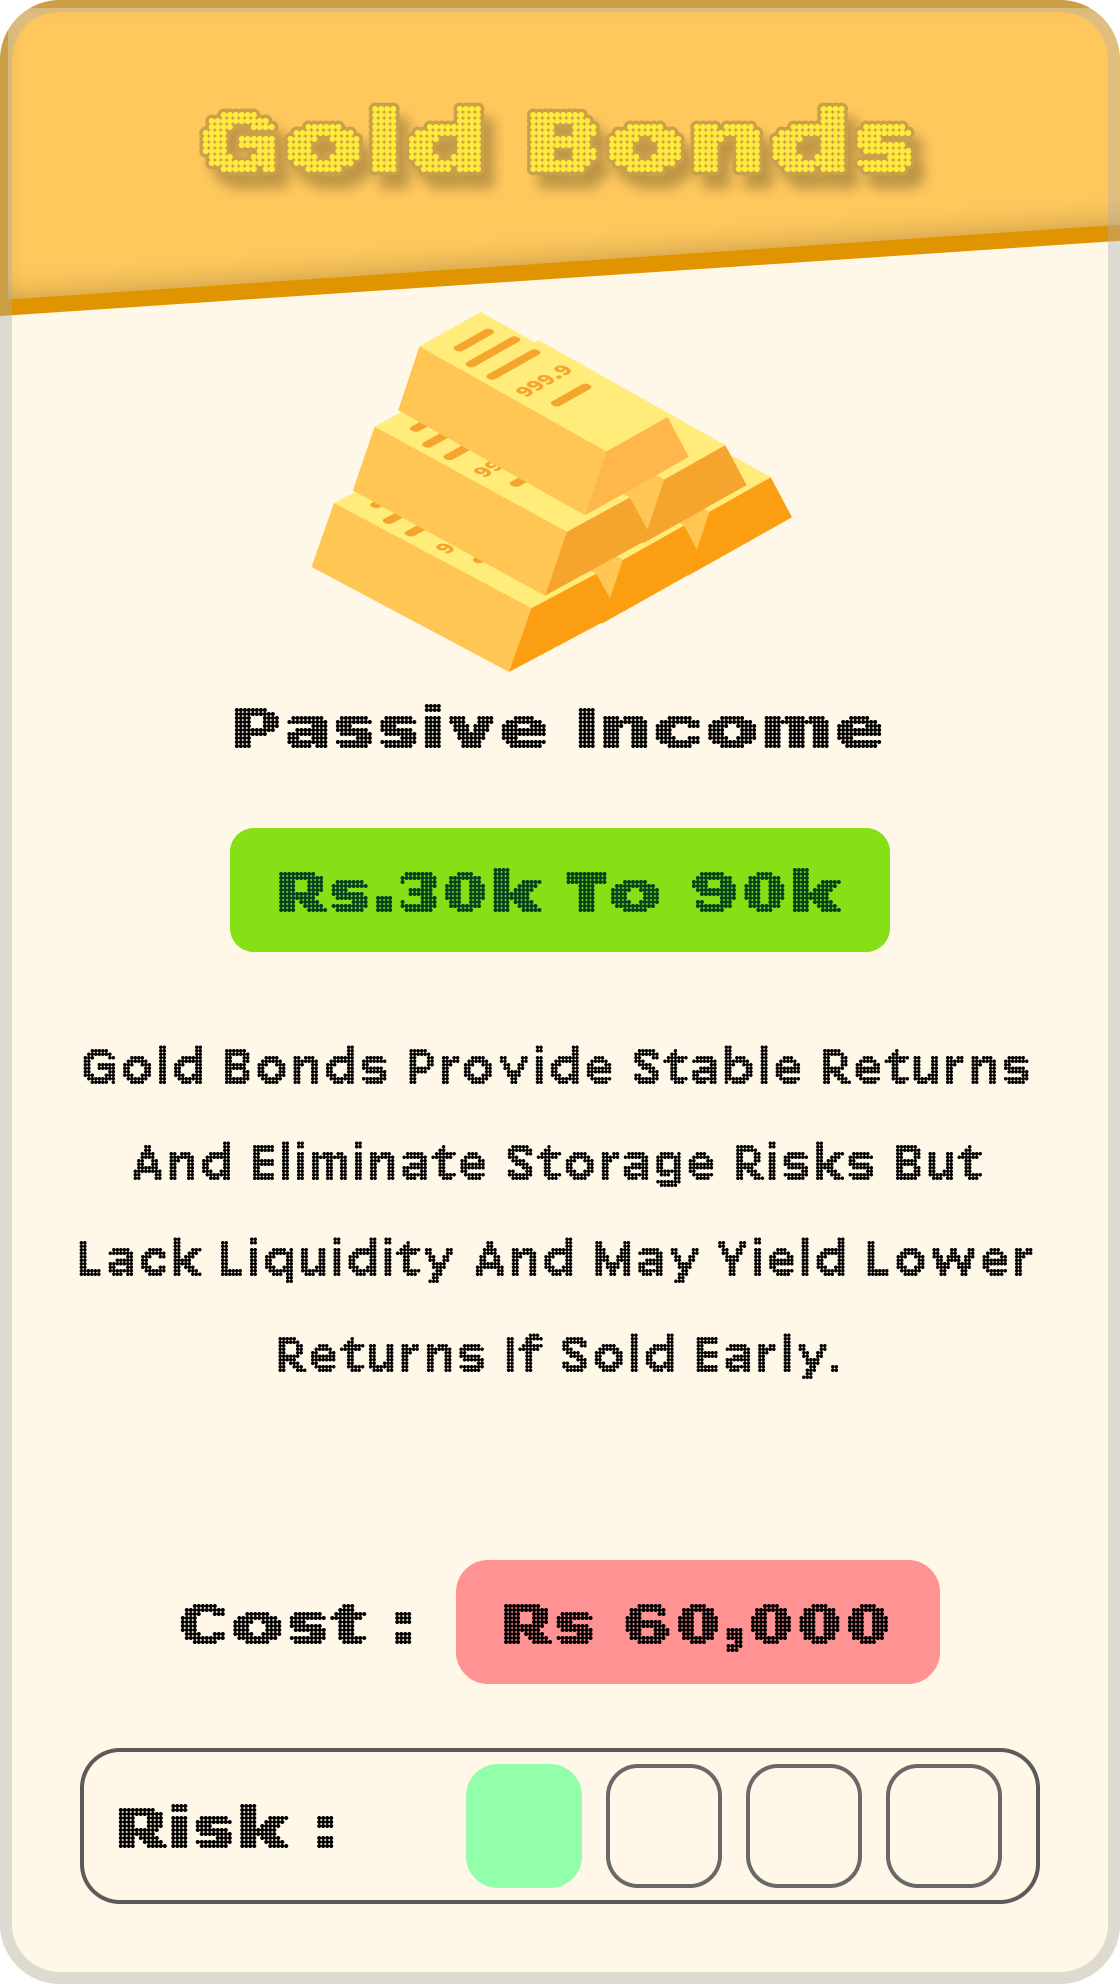 Gold Bonds
999.9
Passive Income
Rs.30k To 90k
Gold Bonds Provide Stable Returns
And Eliminate Storage Risks But
Lack Liquidity And May Yield Lower
Returns If Sold Early.
Cost : Rs 60,000
Risk :